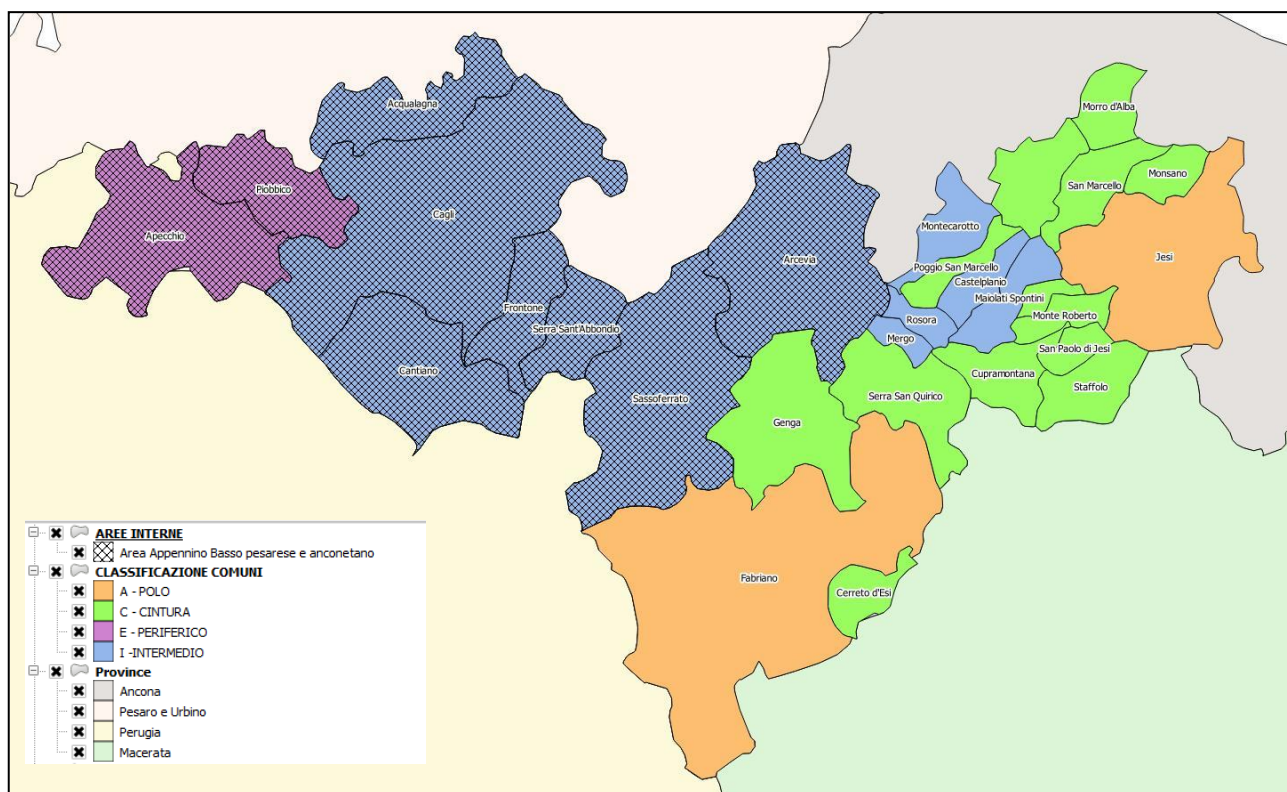 Morro d'Alba
Acqualagna
San Marcello
Monsano
Piobbico
Cagli
Montecarotto
Apecchio
Jesi
Arcevia
Poggio San Marcello
Castelplanio
Maiolati Spontini
Frontone
Rosora
Monte Roberto
Serra Sant'Abbondio
Mergo
San Paolo di Jesi
Cantiano
Cupramontana
Staffolo
Sassoferrato
Serra San Quirico
Genga
Fabriano
Cerreto d'Esi
AREE INTERNE
Area Appennino Basso pesarese e anconetano
CLASSIFICAZIONE COMUNI
A - POLO
C - CINTURA
E - PERIFERICO
I -INTERMEDIO
Province
Ancona
Pesaro e Urbino
Perugia
Macerata